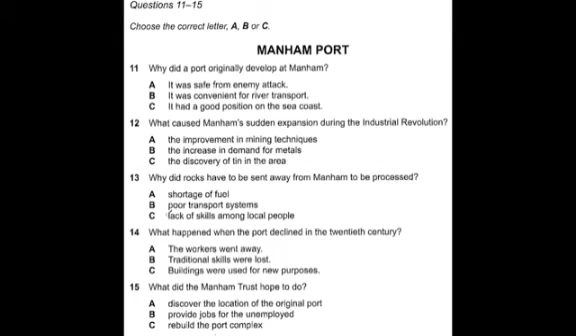 Questions 11–15
Choose the correct letter, A, B or C.
MANHAM PORT
11 Why did a port originally develop at Manham?
A It was safe from enemy attack.
B It was convenient for river transport.
C It had a good position on the sea coast.
12 What caused Manham's sudden expansion during the Industrial Revolution?
A the improvement in mining techniques
B the increase in demand for metals
C the discovery of tin in the area
13 Why did rocks have to be sent away from Manham to be processed?
A shortage of fuel
B poor transport systems
C lack of skills among local people
14 What happened when the port declined in the twentieth century?
A The workers went away.
B Traditional skills were lost.
C Buildings were used for new purposes.
15 What did the Manham Trust hope to do?
A discover the location of the original port
B provide jobs for the unemployed
C rebuild the port complex